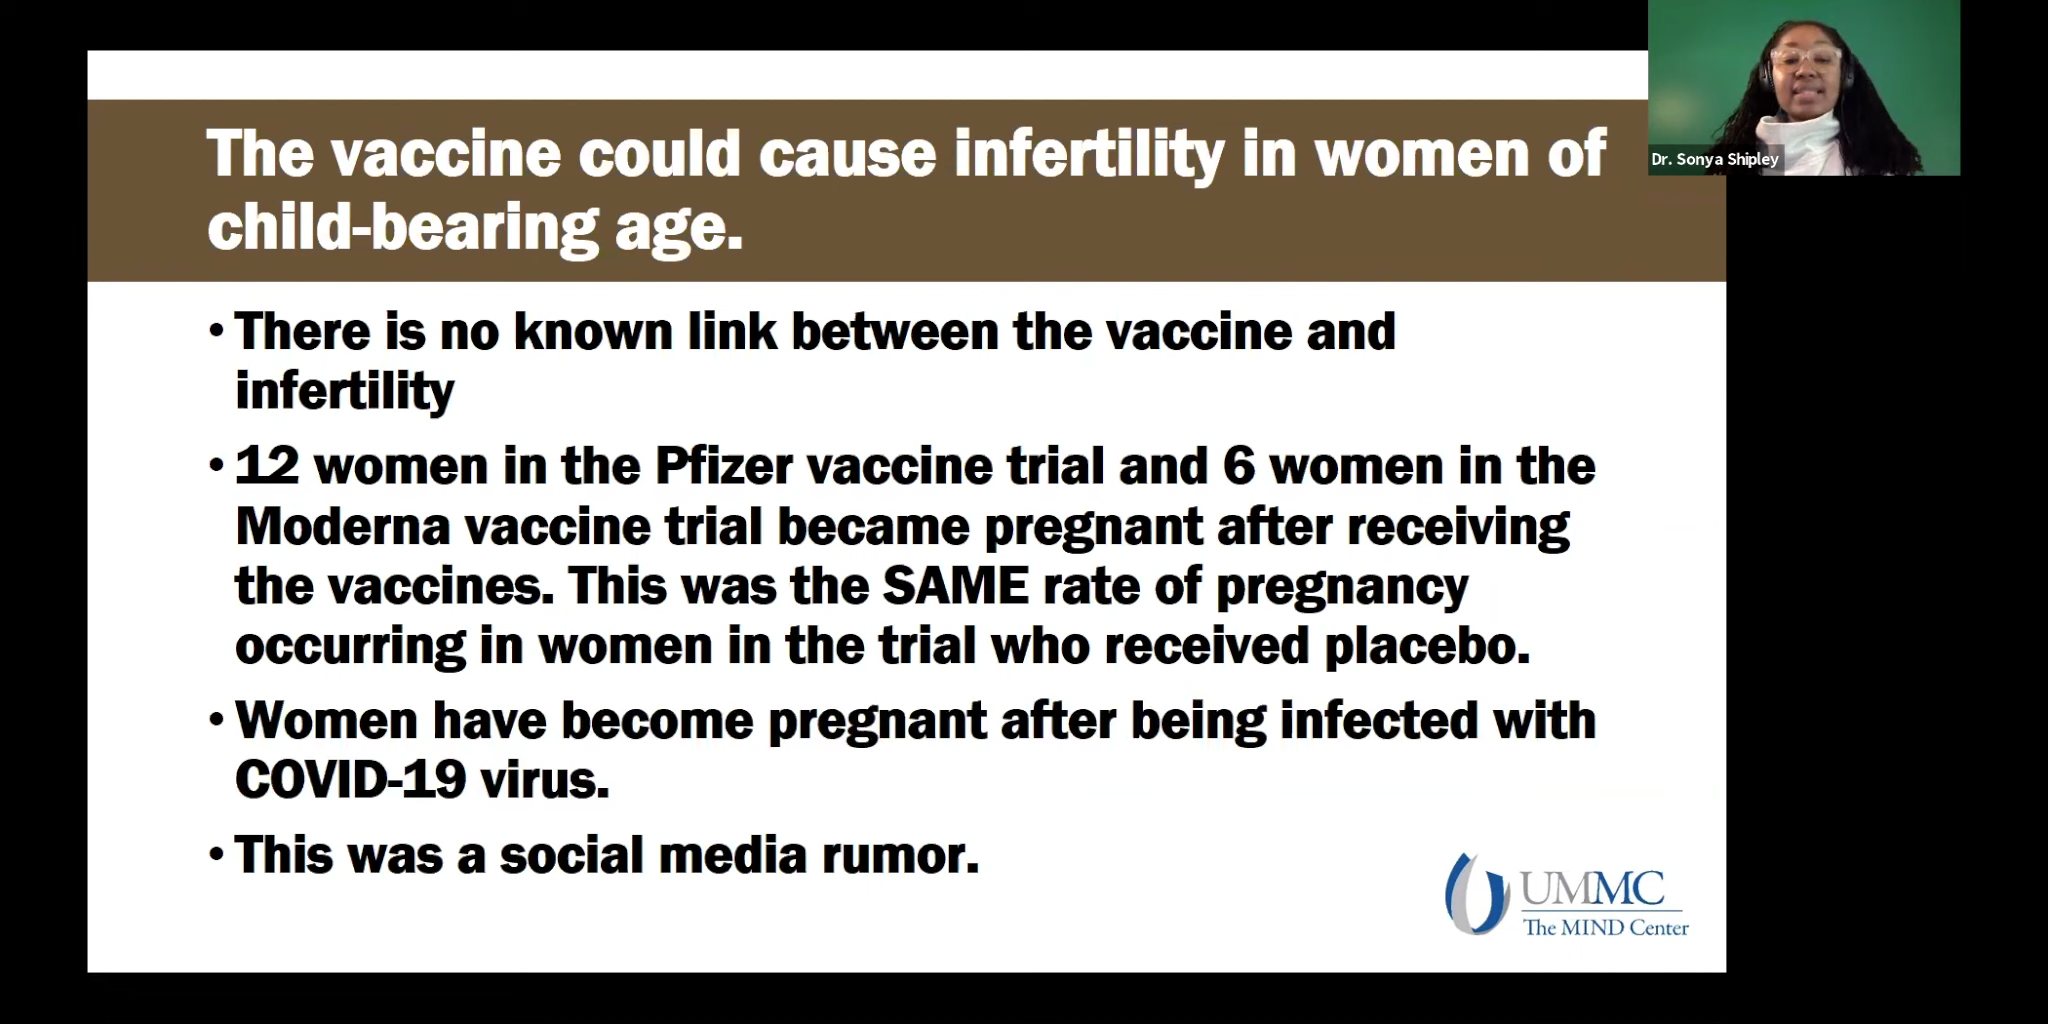 The vaccine could cause infertility in women of
child-bearing age.
Dr. Sonya Shipley
• There is no known link between the vaccine and
infertility
• 12 women in the Pfizer vaccine trial and 6 women in the
Moderna vaccine trial became pregnant after receiving
the vaccines. This was the SAME rate of pregnancy
occurring in women in the trial who received placebo.
• Women have become pregnant after being infected with
COVID-19 virus.
• This was a social media rumor.
UMMC
The MIND Center